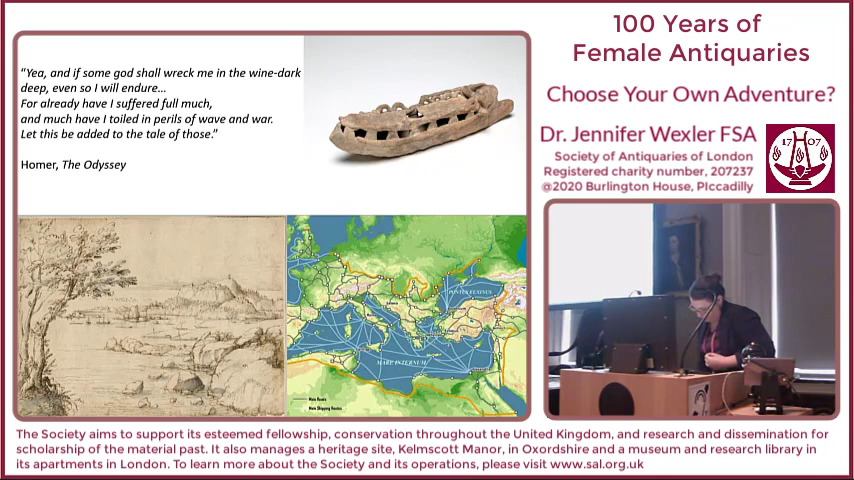 100 Years of
Female Antiquaries
Choose Your Own Adventure?
Dr. Jennifer Wexler FSA
Society of Antiquaries of London
Registered charity number, 207237
@2020 Burlington House, PIccadilly
17 07
“Yea, and if some god shall wreck me in the wine-dark
deep, even so I will endure…
For already have I suffered full much,
and much have I toiled in perils of wave and war.
Let this be added to the tale of those.”
Homer, The Odyssey
PONTUS EUXINUS
MARE INTERNUM
Main Roads
Main Shipping Routes
The Society aims to support its esteemed fellowship, conservation throughout the United Kingdom, and research and dissemination for
scholarship of the material past. It also manages a heritage site, Kelmscott Manor, in Oxordshire and a museum and research library in
its apartments in London. To learn more about the Society and its operations, please visit www.sal.org.uk